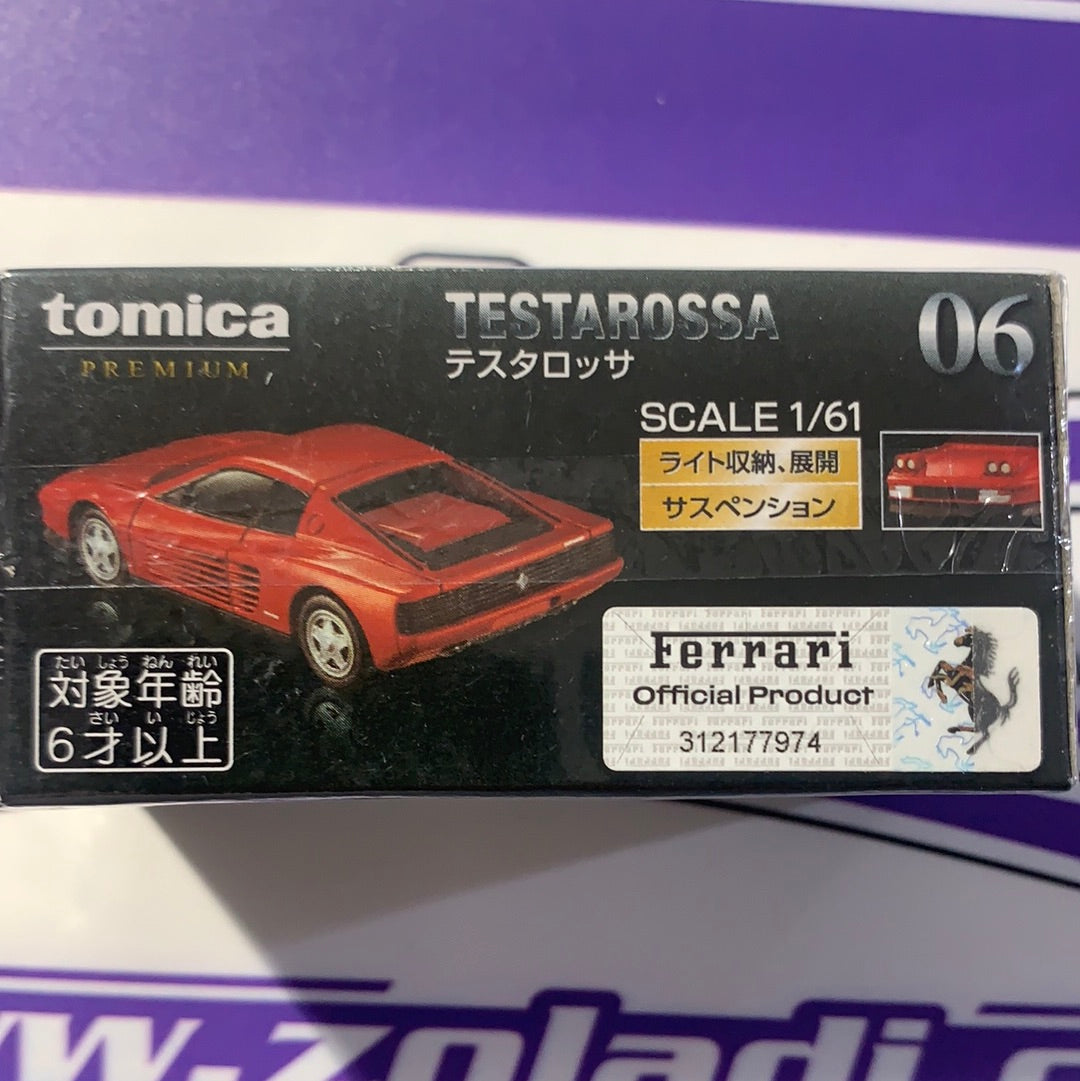 tomica
PREMIUM
TESTAROSSA
テスタロッサ
06
SCALE 1/61
ライト収納、展開
サスペンション
たい しょう ねん れい
対象年齢
さい い じょう
6才以上
Ferrari
Official Product
312177974
w.zoladi.c